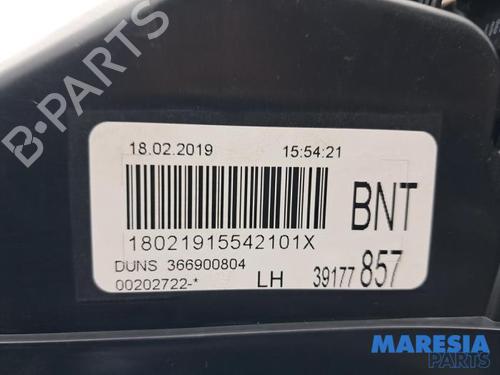 B-PARTS
18.02.2019 15:54:21
BNT
18021915542101X
DUNS 366900804
00202722-* LH 39177 857
MARESIA
PARTS